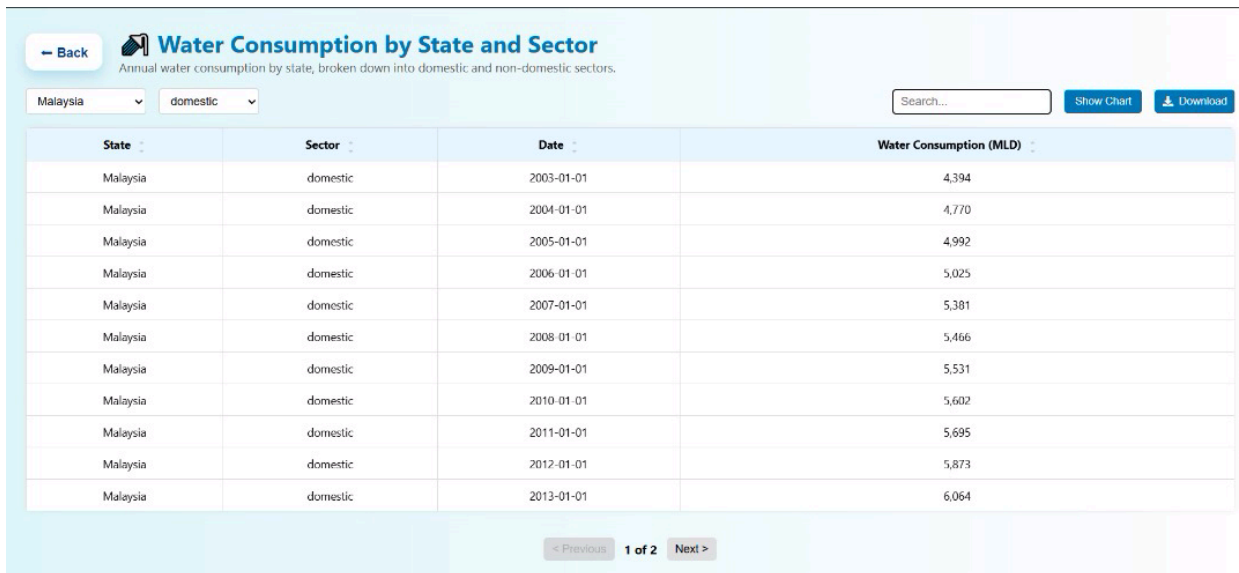 ← Back
Water Consumption by State and Sector
Annual water consumption by state, broken down into domestic and non-domestic sectors.
Malaysia domestic Search... Show Chart Download
State Sector Date Water Consumption (MLD)
Malaysia domestic 2003-01-01 4,394
Malaysia domestic 2004-01-01 4,770
Malaysia domestic 2005-01-01 4,992
Malaysia domestic 2006-01-01 5,025
Malaysia domestic 2007-01-01 5,381
Malaysia domestic 2008-01-01 5,466
Malaysia domestic 2009-01-01 5,531
Malaysia domestic 2010-01-01 5,602
Malaysia domestic 2011-01-01 5,695
Malaysia domestic 2012-01-01 5,873
Malaysia domestic 2013-01-01 6,064
< Previous 1 of 2 Next >